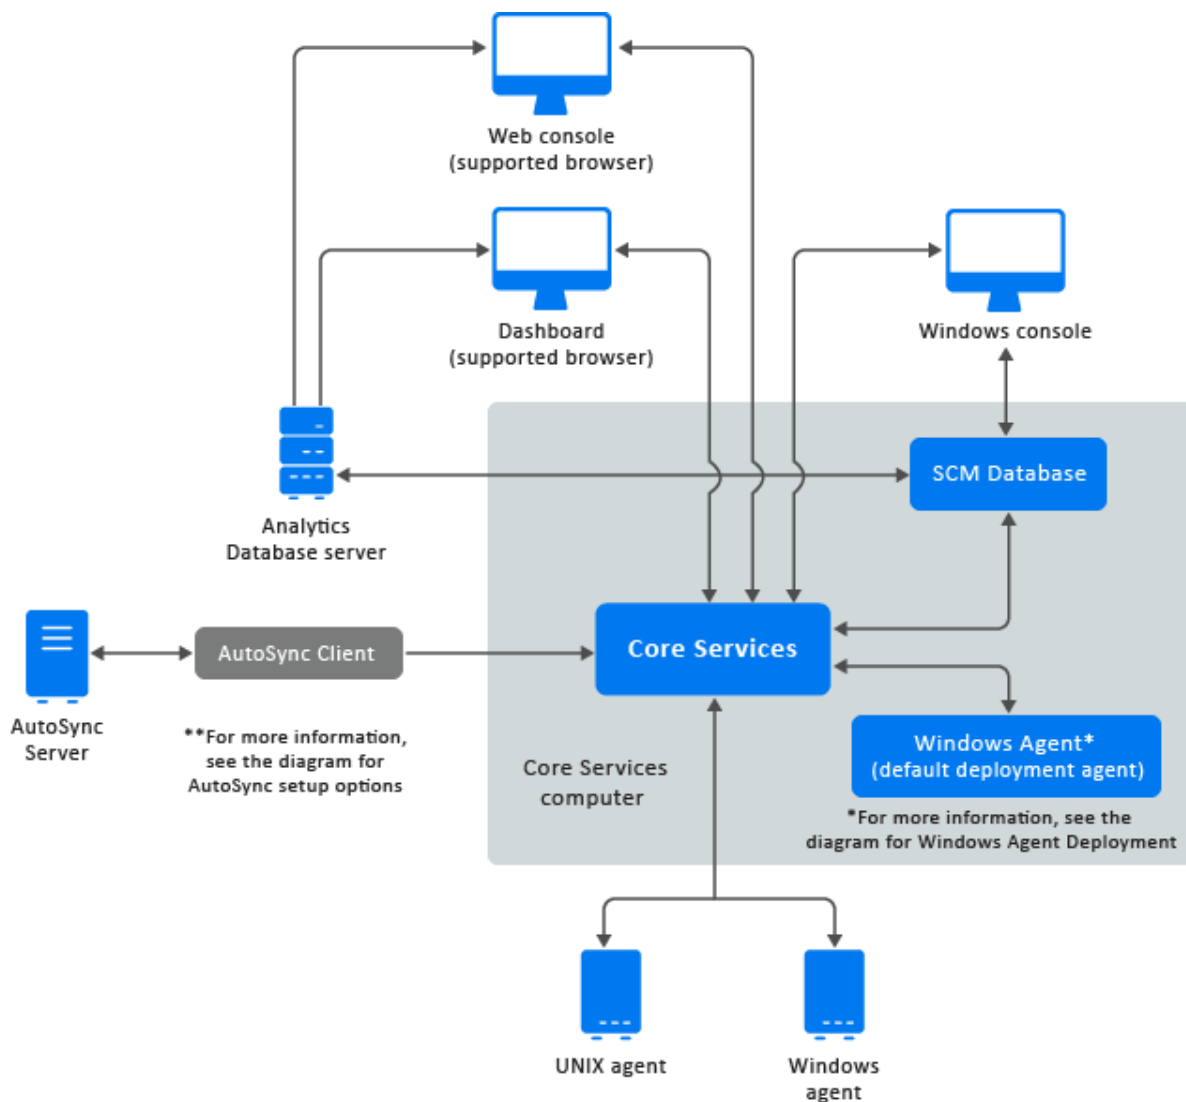 Web console
(supported browser)
Dashboard
(supported browser)
Windows console
SCM Database
Analytics
Database server
Core Services
AutoSync Client
AutoSync
Server
**For more information,
see the diagram for
AutoSync setup options
Windows Agent*
(default deployment agent)
Core Services
computer
*For more information, see the
diagram for Windows Agent Deployment
UNIX agent
Windows
agent